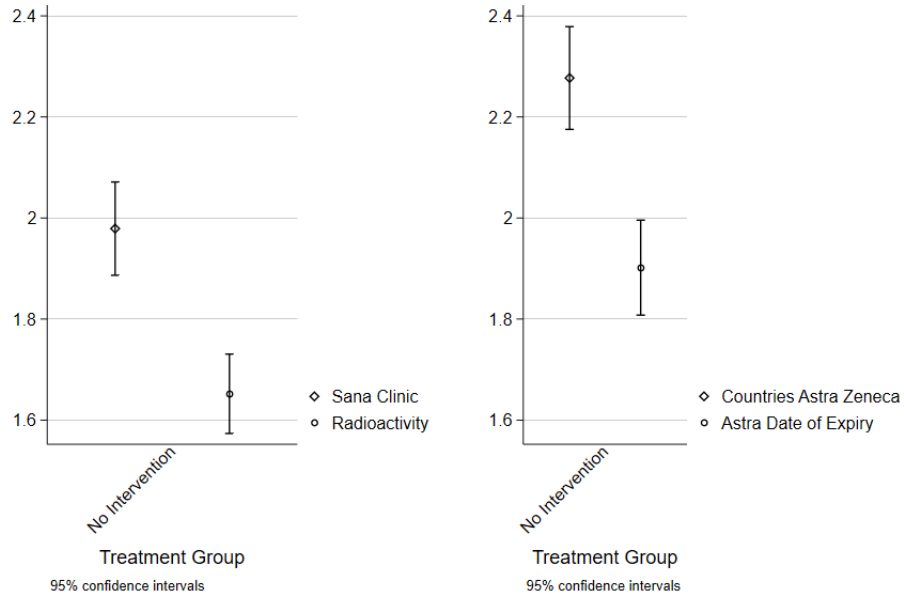 2.4
2.2
2
1.8
1.6
No Intervention
Treatment Group
95% confidence intervals
Sana Clinic
Radioactivity
2.4
2.2
2
1.8
1.6
No Intervention
Treatment Group
95% confidence intervals
Countries Astra Zeneca
Astra Date of Expiry